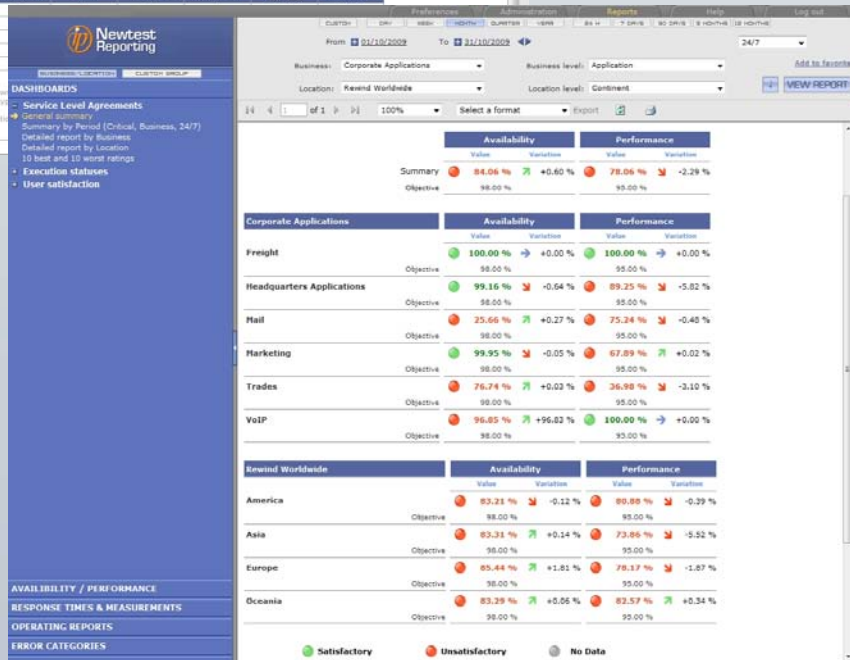 Preferences Administration Reports Help Log out
CUSTOM DAY WEEK MONTH QUARTER YEAR 24 H 7 DAYS 30 DAYS 3 MONTHS 12 MONTHS
Newtest
Reporting
From 01/10/2009 To 31/10/2009 24/7
BUSINESS/LOCATION CUSTOM GROUP
Business: Corporate Applications Business level: Application Add to favorite
Location: Rewind Worldwide Location level: Continent VIEW REPORT
DASHBOARDS
Service Level Agreements
General summary
Summary by Period (Critical, Business, 24/7)
Detailed report by Business
Detailed report by Location
10 best and 10 worst ratings
Execution statuses
User satisfaction
1 of 1 100% Select a format Export
Availability Performance
Value Variation Value Variation
Summary 84.06 % +0.60 % 78.06 % -2.29 %
Objective 98.00 % 95.00 %
Corporate Applications Availability Performance
Value Variation Value Variation
Freight 100.00 % +0.00 % 100.00 % +0.00 %
Objective 98.00 % 95.00 %
Headquarters Applications 99.16 % -0.64 % 89.25 % -5.82 %
Objective 98.00 % 95.00 %
Mail 25.66 % +0.27 % 75.24 % -0.48 %
Objective 98.00 % 95.00 %
Marketing 99.95 % -0.05 % 67.89 % +0.02 %
Objective 98.00 % 95.00 %
Trades 76.74 % +0.03 % 36.98 % -3.10 %
Objective 98.00 % 95.00 %
VoIP 96.85 % +96.83 % 100.00 % +0.00 %
Objective 98.00 % 95.00 %
Rewind Worldwide Availability Performance
Value Variation Value Variation
America 83.21 % -0.12 % 80.88 % -0.39 %
Objective 98.00 % 95.00 %
Asia 83.31 % +0.14 % 73.86 % -5.52 %
Objective 98.00 % 95.00 %
Europe 85.44 % +1.81 % 78.17 % -1.87 %
Objective 98.00 % 95.00 %
Oceania 83.29 % +0.06 % 82.57 % +0.34 %
Objective 98.00 % 95.00 %
Satisfactory Unsatisfactory No Data
AVAILIBILITY / PERFORMANCE
RESPONSE TIMES & MEASUREMENTS
OPERATING REPORTS
ERROR CATEGORIES